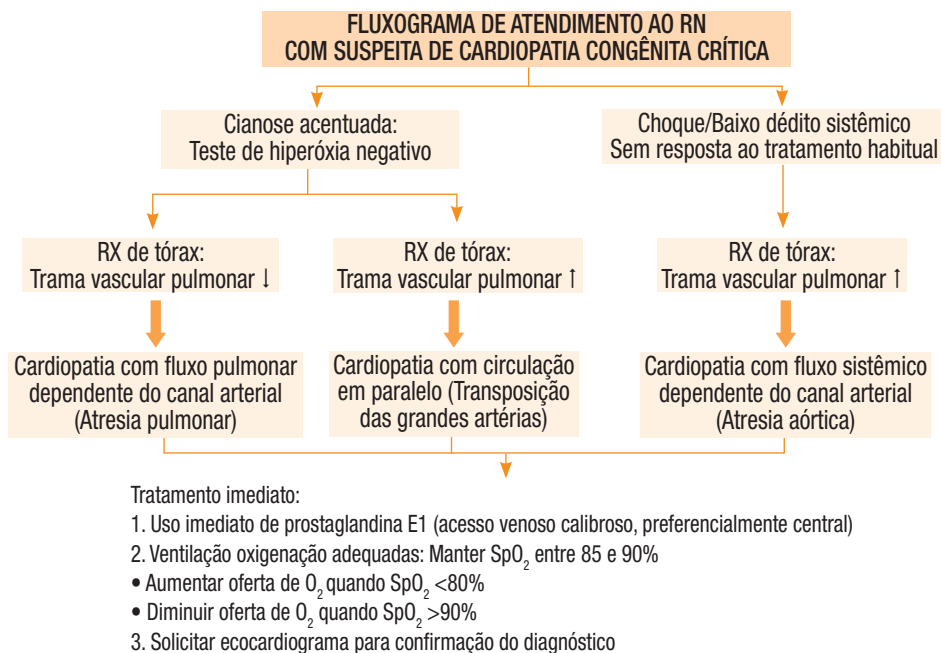 FLUXOGRAMA DE ATENDIMENTO AO RN
COM SUSPEITA DE CARDIOPATIA CONGÊNITA CRÍTICA
Cianose acentuada:
Teste de hiperóxia negativo
Choque/Baixo dédito sistêmico
Sem resposta ao tratamento habitual
RX de tórax:
Trama vascular pulmonar ↓
RX de tórax:
Trama vascular pulmonar ↑
RX de tórax:
Trama vascular pulmonar ↑
Cardiopatia com fluxo pulmonar
dependente do canal arterial
(Atresia pulmonar)
Cardiopatia com circulação
em paralelo (Transposição
das grandes artérias)
Cardiopatia com fluxo sistêmico
dependente do canal arterial
(Atresia aórtica)
Tratamento imediato:
1. Uso imediato de prostaglandina E1 (acesso venoso calibroso, preferencialmente central)
2. Ventilação oxigenação adequadas: Manter SpO₂ entre 85 e 90%
• Aumentar oferta de O₂ quando SpO₂ <80%
• Diminuir oferta de O₂ quando SpO₂ >90%
3. Solicitar ecocardiograma para confirmação do diagnóstico